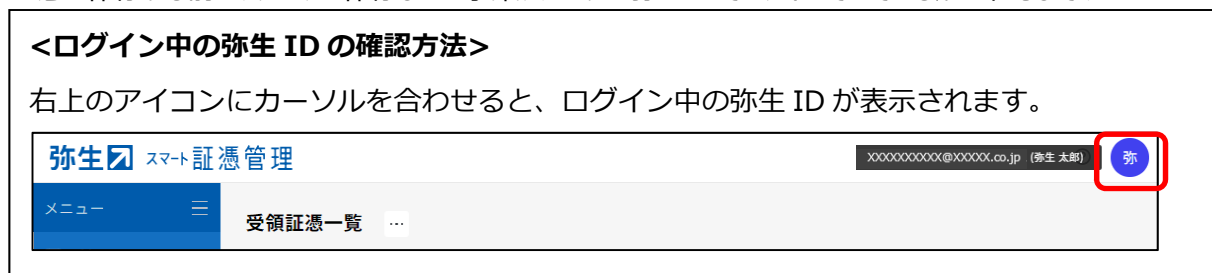 <ログイン中の弥生 ID の確認方法>
右上のアイコンにカーソルを合わせると、ログイン中の弥生 ID が表示されます。
弥生 スマート証憑管理
XXXXXXXXXX@XXXXX.co.jp (弥生 太郎)
弥
メニュー
受領証憑一覧 …